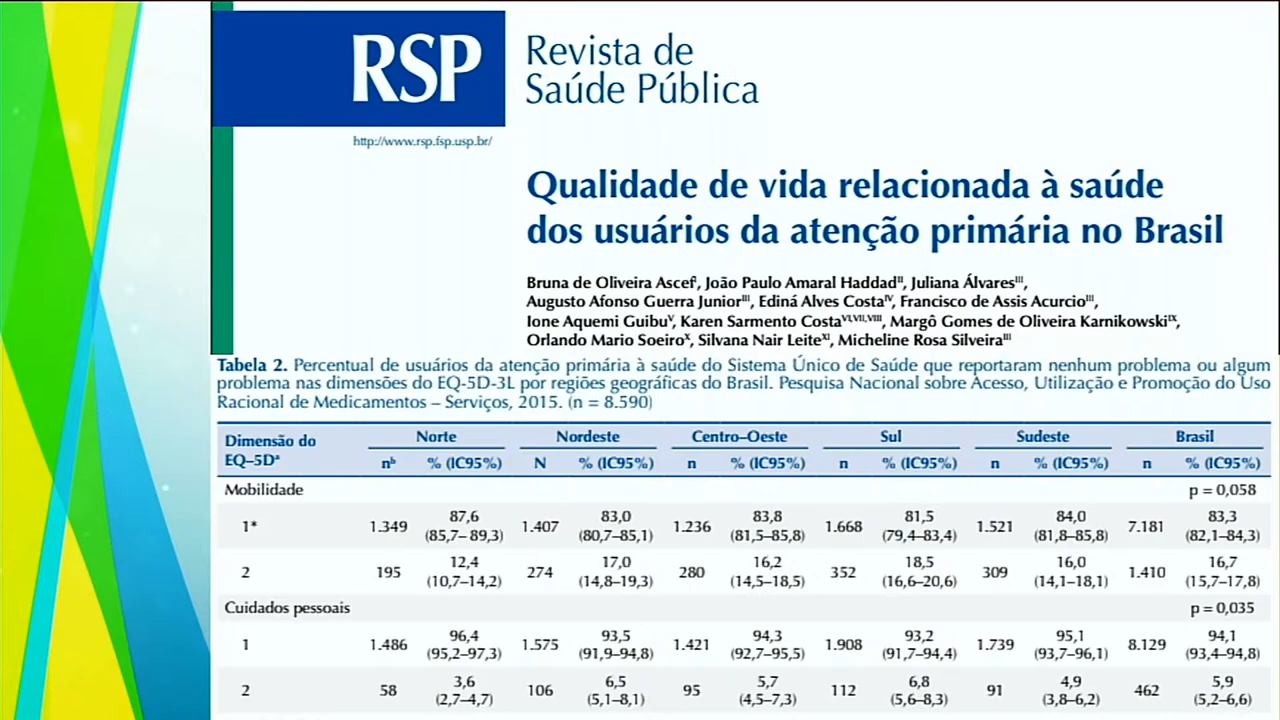 RSP
Revista de
Saúde Pública
http://www.rsp.fsp.usp.br/
Qualidade de vida relacionada à saúde
dos usuários da atenção primária no Brasil
Bruna de Oliveira Ascef¹, João Paulo Amaral Haddadᴵᴵ, Juliana Álvaresᴵᴵᴵ,
Augusto Afonso Guerra Juniorᴵᴵᴵ, Ediná Alves Costaᴵⱽ, Francisco de Assis Acurcioᴵᴵᴵ,
Ione Aquemi Guibuⱽ, Karen Sarmento Costaⱽᴵ,ⱽᴵᴵ,ⱽᴵᴵᴵ, Margô Gomes de Oliveira Karnikowskiᴵˣ,
Orlando Mario Soeiroˣ, Silvana Nair Leiteˣᴵ, Micheline Rosa Silveiraᴵᴵᴵ
Tabela 2. Percentual de usuários da atenção primária à saúde do Sistema Único de Saúde que reportaram nenhum problema ou algum
problema nas dimensões do EQ-5D-3L por regiões geográficas do Brasil. Pesquisa Nacional sobre Acesso, Utilização e Promoção do Uso
Racional de Medicamentos – Serviços, 2015. (n = 8.590)
Dimensão do EQ–5Dᵃ Norte Nordeste Centro–Oeste Sul Sudeste Brasil
nᵇ % (IC95%) N % (IC95%) n % (IC95%) n % (IC95%) n % (IC95%) n % (IC95%)
Mobilidade p = 0,058
1* 1.349 87,6 1.407 83,0 1.236 83,8 1.668 81,5 1.521 84,0 7.181 83,3
(85,7– 89,3) (80,7–85,1) (81,5–85,8) (79,4–83,4) (81,8–85,8) (82,1–84,3)
2 195 12,4 274 17,0 280 16,2 352 18,5 309 16,0 1.410 16,7
(10,7–14,2) (14,8–19,3) (14,5–18,5) (16,6–20,6) (14,1–18,1) (15,7–17,8)
Cuidados pessoais p = 0,035
1 1.486 96,4 1.575 93,5 1.421 94,3 1.908 93,2 1.739 95,1 8.129 94,1
(95,2–97,3) (91,9–94,8) (92,7–95,5) (91,7–94,4) (93,7–96,1) (93,4–94,8)
2 58 3,6 106 6,5 95 5,7 112 6,8 91 4,9 462 5,9
(2,7–4,7) (5,1–8,1) (4,5–7,3) (5,6–8,3) (3,8–6,2) (5,2–6,6)